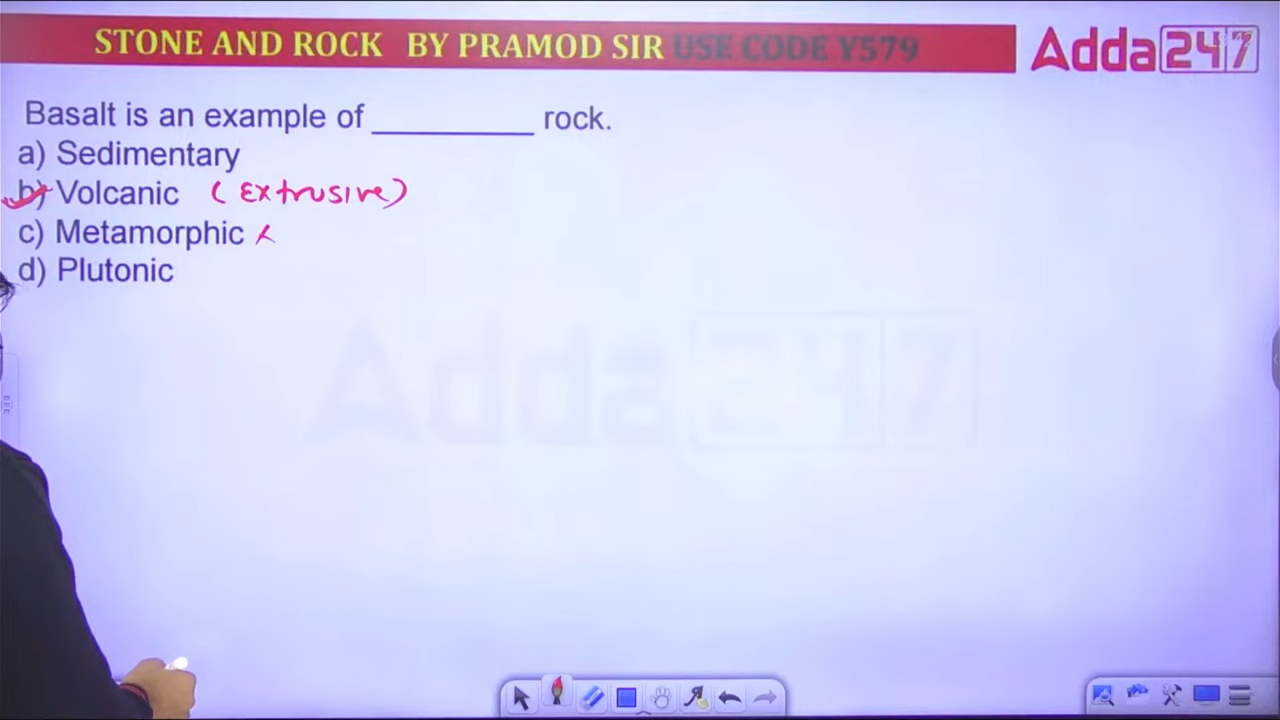 STONE AND ROCK BY PRAMOD SIR USE CODE Y579
Adda247
Basalt is an example of __________ rock.
a) Sedimentary
b) Volcanic (Extrusive)
c) Metamorphic
d) Plutonic
Adda247